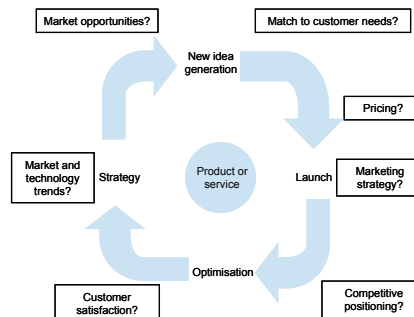 Market opportunities?
Match to customer needs?
New idea
generation
Pricing?
Market and
technology
trends?
Strategy
Product or
service
Launch
Marketing
strategy?
Optimisation
Customer
satisfaction?
Competitive
positioning?